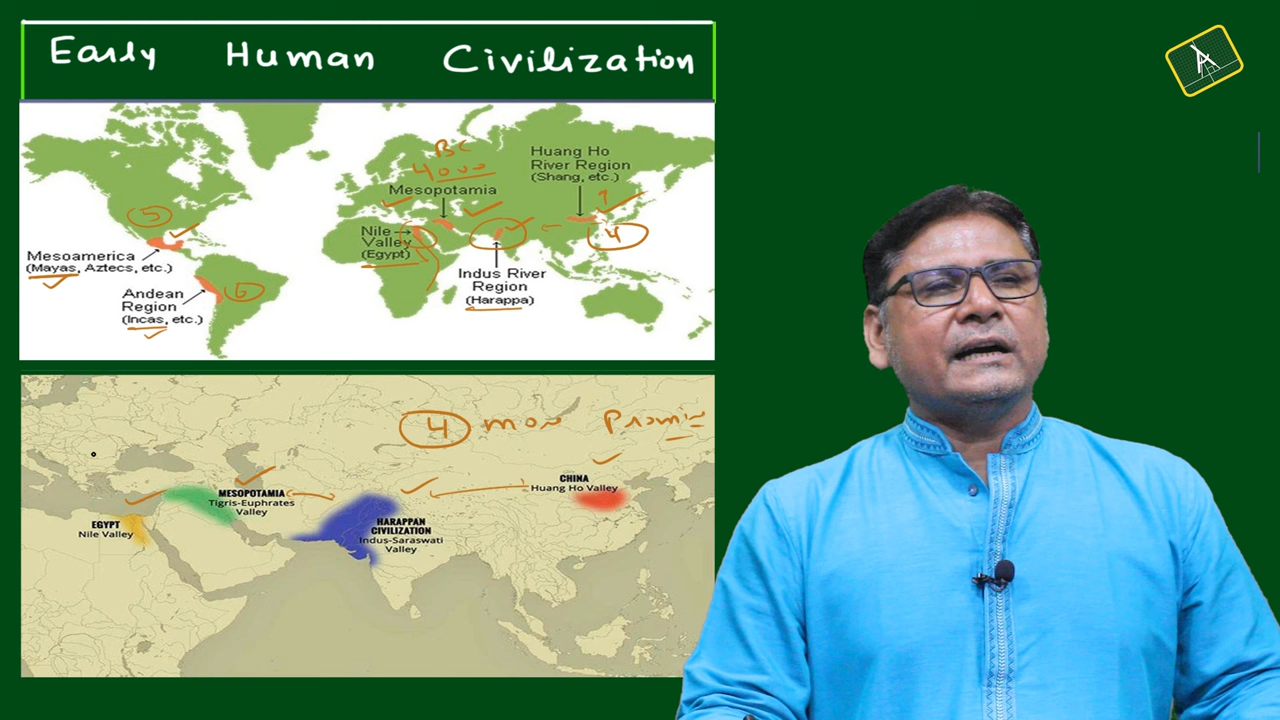 Early Human Civilization
BC
4000
Mesopotamia
Huang Ho
River Region
(Shang, etc.)
?
5
Nile
Valley
(Egypt)
4
Mesoamerica
(Mayas, Aztecs, etc.)
Indus River
Region
(Harappa)
Andean
Region
(Incas, etc.)
6
4
MESOPOTAMIA
Tigris-Euphrates
Valley
CHINA
Huang Ho Valley
EGYPT
Nile Valley
HARAPPAN
CIVILIZATION
Indus-Saraswati
Valley